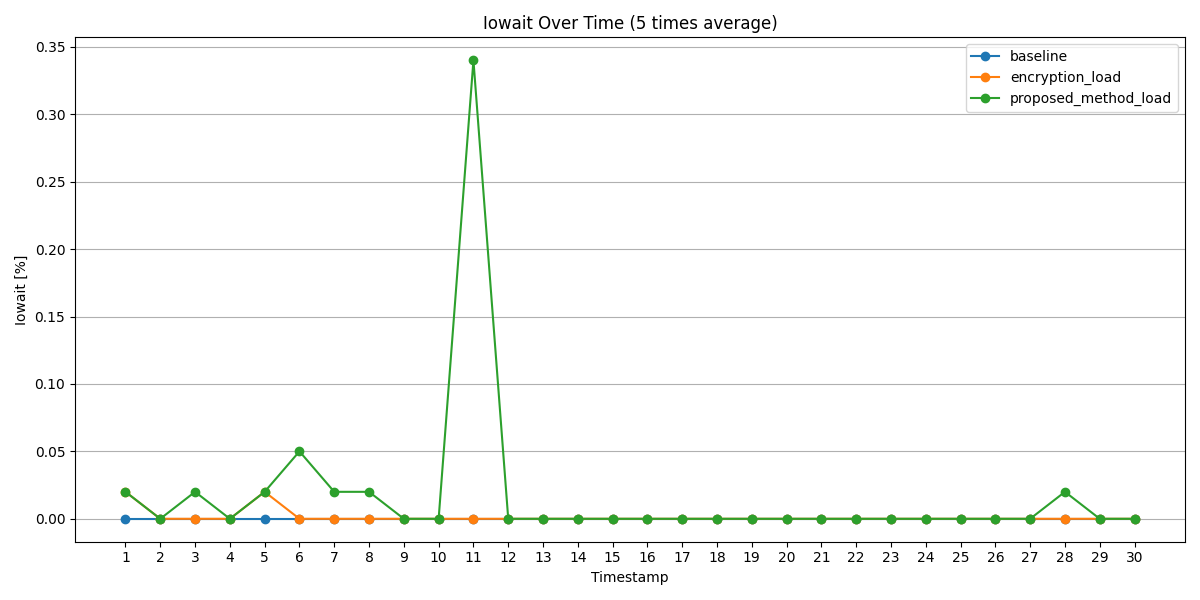 Iowait Over Time (5 times average)
baseline
encryption_load
proposed_method_load
Iowait [%]
0.35
0.30
0.25
0.20
0.15
0.10
0.05
0.00
1 2 3 4 5 6 7 8 9 10 11 12 13 14 15 16 17 18 19 20 21 22 23 24 25 26 27 28 29 30
Timestamp